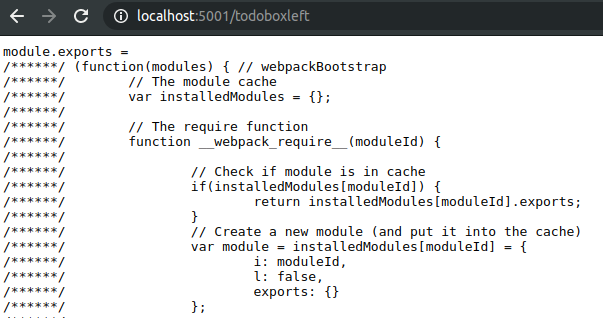 localhost:5001/todoboxleft
module.exports =
/******/ (function(modules) { // webpackBootstrap
/******/ 	// The module cache
/******/ 	var installedModules = {};
/******/
/******/ 	// The require function
/******/ 	function __webpack_require__(moduleId) {
/******/
/******/ 		// Check if module is in cache
/******/ 		if(installedModules[moduleId]) {
/******/ 			return installedModules[moduleId].exports;
/******/ 		}
/******/ 		// Create a new module (and put it into the cache)
/******/ 		var module = installedModules[moduleId] = {
/******/ 			i: moduleId,
/******/ 			l: false,
/******/ 			exports: {}
/******/ 		};